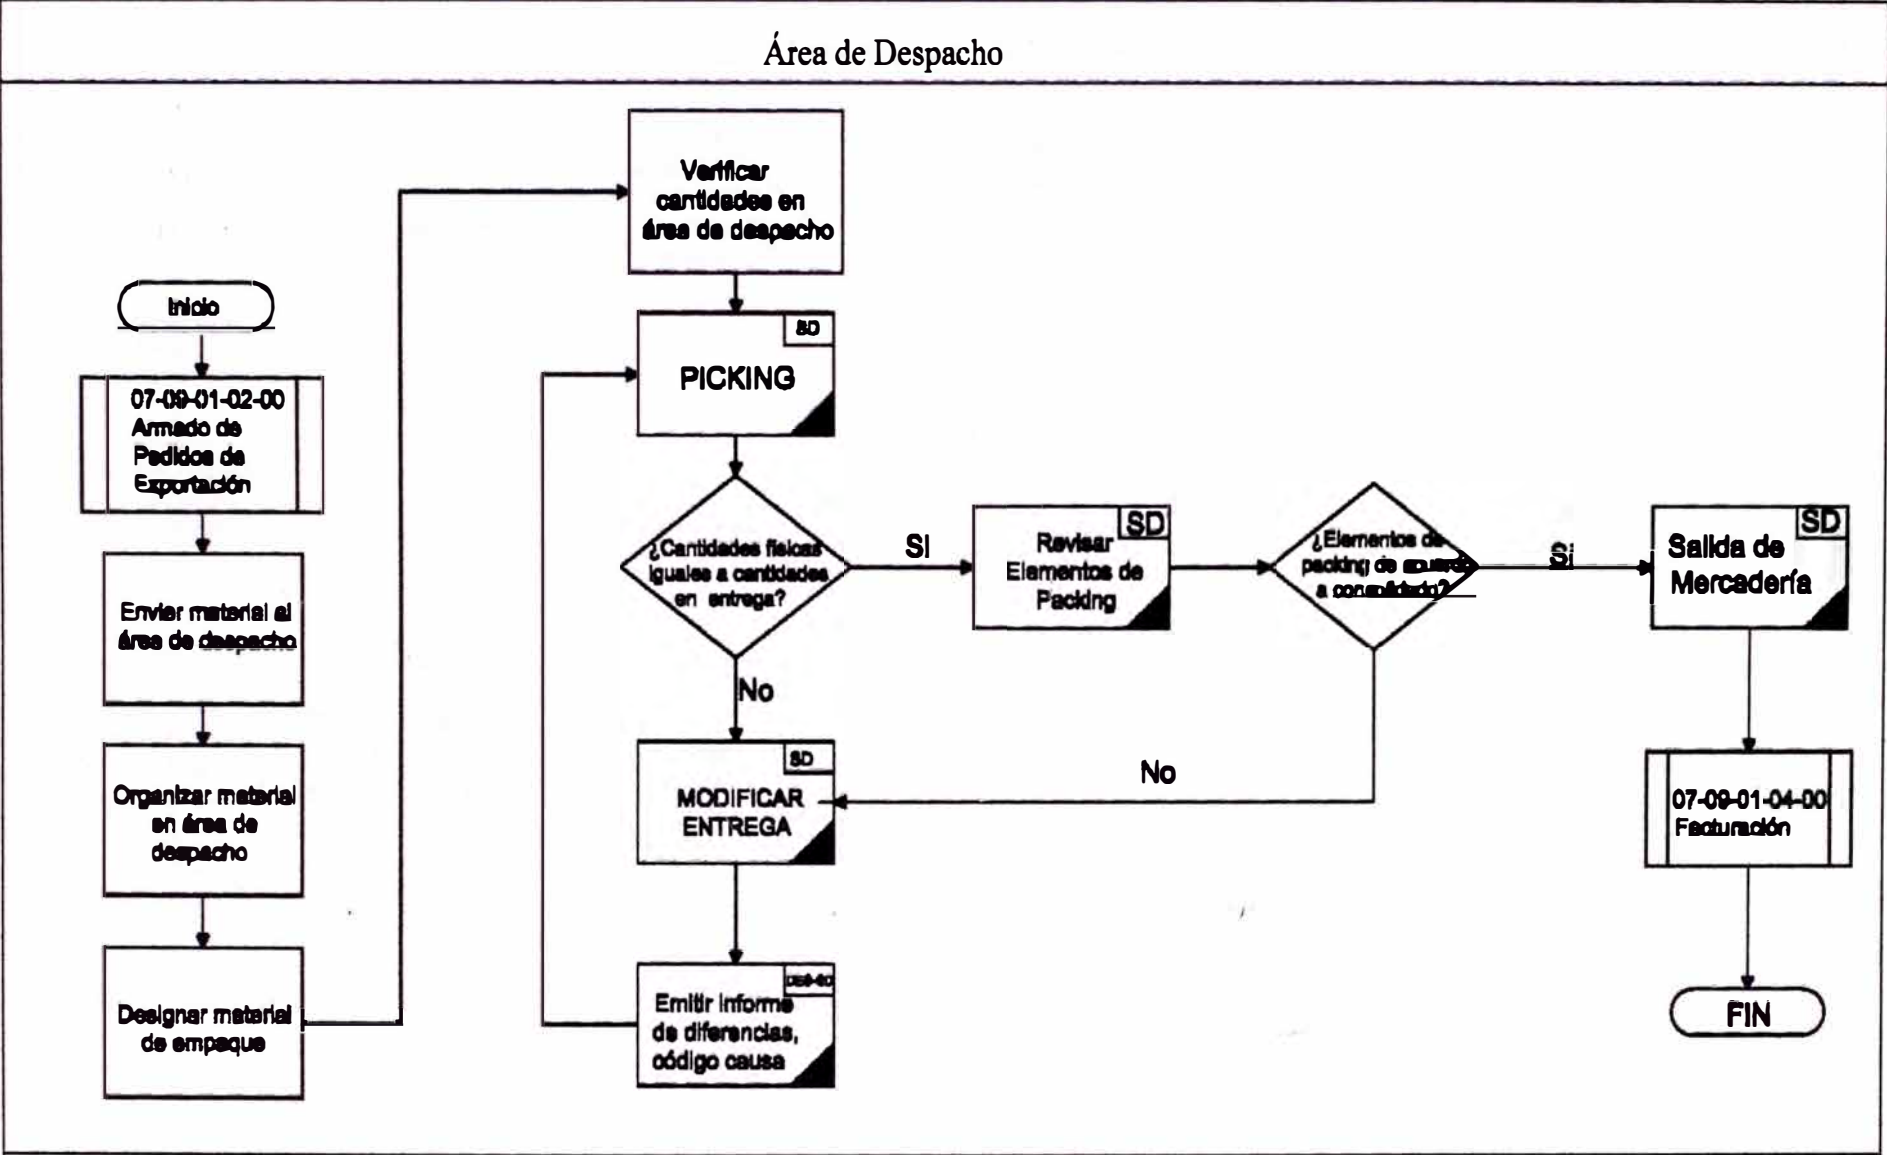 Área de Despacho
Inicio
07-09-01-02-00
Armado de
Pedidos de
Exportación
Enviar material al
área de despacho
Organizar material
en área de
despacho
Designar material
de empaque
Verificar
cantidades en
área de despacho
SD
PICKING
¿Cantidades físicas
iguales a cantidades
en entrega?
SI
No
SD
MODIFICAR
ENTREGA
Emitir informe
de diferencias,
código causa
SD
Revisar
Elementos de
Packing
¿Elementos de
packing de acuerdo
a consolidado?
Si
No
SD
Salida de
Mercadería
07-09-01-04-00
Facturación
FIN